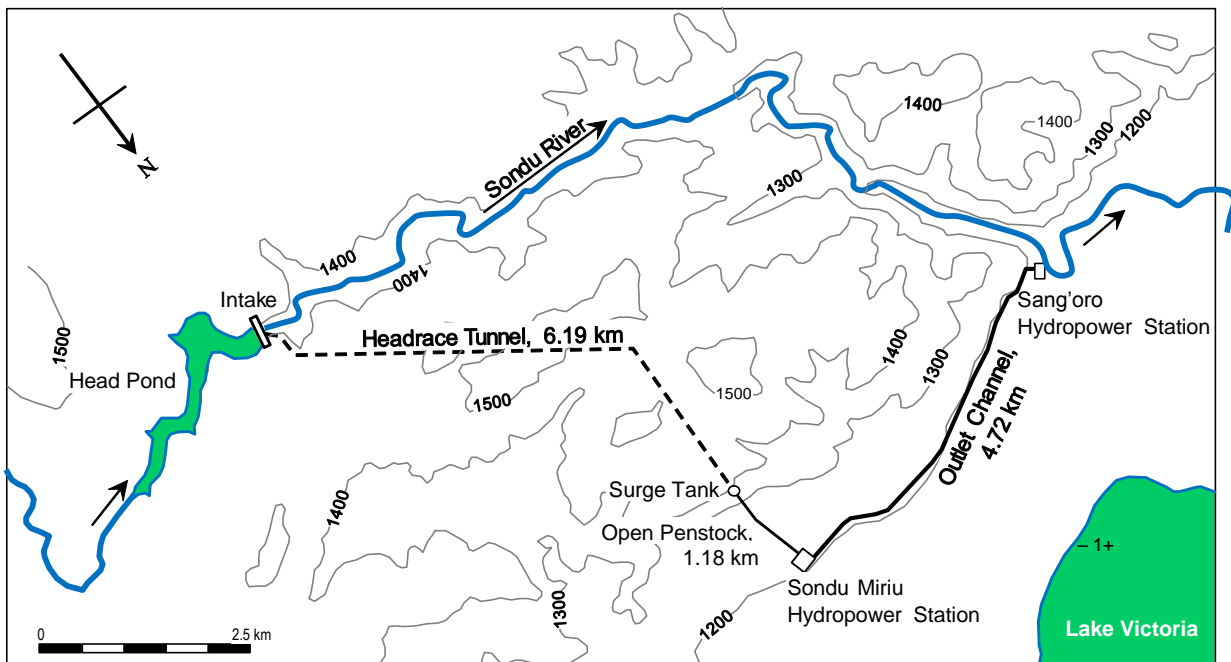 1400
1400
1300
1200
N
Sondu River
1300
1400
1400
Intake
Sang’oro
Hydropower Station
Headrace Tunnel, 6.19 km
1500
Head Pond
1400
1300
1500
1500
Outlet Channel,
4.72 km
Surge Tank
1400
Open Penstock,
1.18 km
– 1+
Sondu Miriu
Hydropower Station
1300
1200
Lake Victoria
0
2.5 km